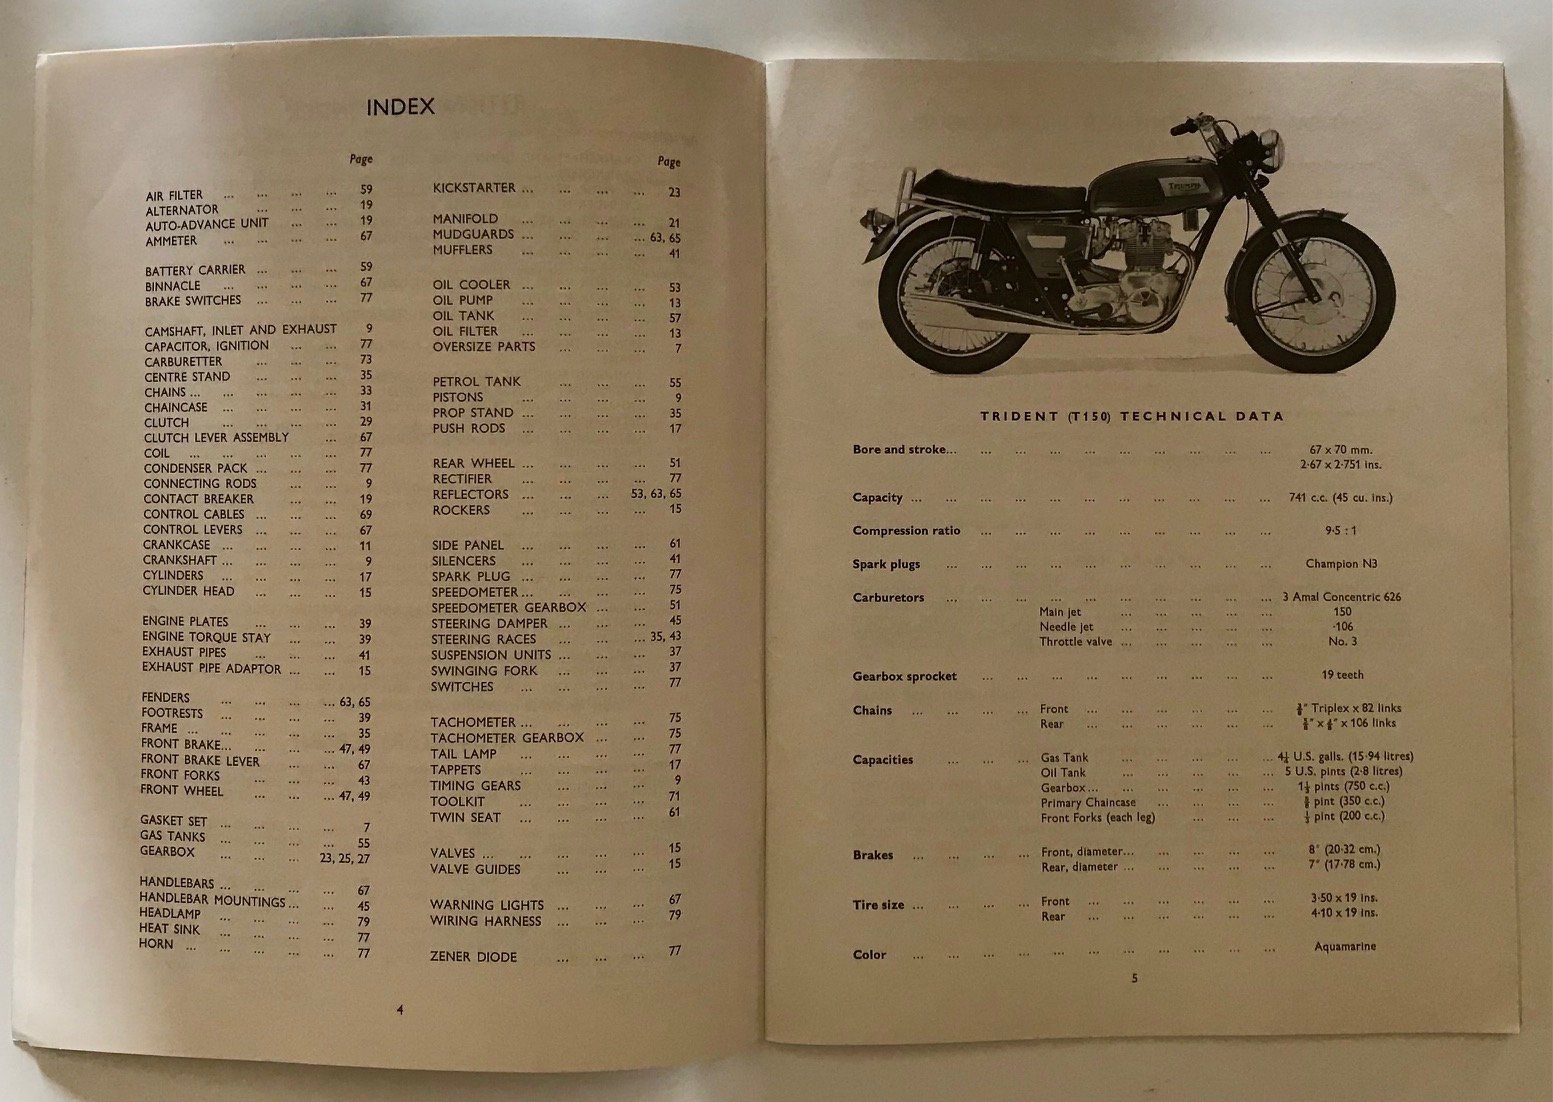 INDEX
Page
AIR FILTER ... ... ... ... 59
ALTERNATOR ... ... ... 19
AUTO-ADVANCE UNIT ... ... 19
AMMETER ... ... ... ... 67
BATTERY CARRIER ... ... ... 59
BINNACLE ... ... ... ... 67
BRAKE SWITCHES ... ... ... 77
CAMSHAFT, INLET AND EXHAUST 9
CAPACITOR, IGNITION ... ... 77
CARBURETTER ... ... ... 73
CENTRE STAND ... ... ... 35
CHAINS ... ... ... ... 33
CHAINCASE ... ... ... ... 31
CLUTCH ... ... ... ... 29
CLUTCH LEVER ASSEMBLY ... 67
COIL ... ... ... ... ... 77
CONDENSER PACK ... ... ... 77
CONNECTING RODS ... ... 9
CONTACT BREAKER ... ... 19
CONTROL CABLES ... ... ... 69
CONTROL LEVERS ... ... ... 67
CRANKCASE ... ... ... ... 11
CRANKSHAFT ... ... ... ... 9
CYLINDERS ... ... ... ... 17
CYLINDER HEAD ... ... ... 15
ENGINE PLATES ... ... ... 39
ENGINE TORQUE STAY ... ... 39
EXHAUST PIPES ... ... ... 41
EXHAUST PIPE ADAPTOR ... ... 15
FENDERS ... ... ... ... 63, 65
FOOTRESTS ... ... ... ... 39
FRAME ... ... ... ... ... 35
FRONT BRAKE... ... ... ... 47, 49
FRONT BRAKE LEVER ... ... 67
FRONT FORKS ... ... ... 43
FRONT WHEEL ... ... ... 47, 49
GASKET SET ... ... ... ... 7
GAS TANKS ... ... ... ... 55
GEARBOX ... ... ... 23, 25, 27
HANDLEBARS ... ... ... ... 67
HANDLEBAR MOUNTINGS ... ... 45
HEADLAMP ... ... ... ... 79
HEAT SINK ... ... ... ... 77
HORN ... ... ... ... ... 77
Page
KICKSTARTER ... ... ... ... 23
MANIFOLD ... ... ... ... 21
MUDGUARDS ... ... ... ... 63, 65
MUFFLERS ... ... ... ... 41
OIL COOLER ... ... ... ... 53
OIL PUMP ... ... ... ... 13
OIL TANK ... ... ... ... 57
OIL FILTER ... ... ... ... 13
OVERSIZE PARTS ... ... ... 7
PETROL TANK ... ... ... 55
PISTONS ... ... ... ... 9
PROP STAND ... ... ... ... 35
PUSH RODS ... ... ... ... 17
REAR WHEEL ... ... ... ... 51
RECTIFIER ... ... ... ... 77
REFLECTORS ... ... ... 53, 63, 65
ROCKERS ... ... ... ... 15
SIDE PANEL ... ... ... ... 61
SILENCERS ... ... ... ... 41
SPARK PLUG ... ... ... ... 77
SPEEDOMETER ... ... ... ... 75
SPEEDOMETER GEARBOX ... ... 51
STEERING DAMPER ... ... ... 45
STEERING RACES ... ... ... 35, 43
SUSPENSION UNITS ... ... ... 37
SWINGING FORK ... ... ... 37
SWITCHES ... ... ... ... 77
TACHOMETER ... ... ... ... 75
TACHOMETER GEARBOX ... ... 75
TAIL LAMP ... ... ... ... 77
TAPPETS ... ... ... ... 17
TIMING GEARS ... ... ... 9
TOOLKIT ... ... ... ... 71
TWIN SEAT ... ... ... ... 61
VALVES ... ... ... ... ... 15
VALVE GUIDES ... ... ... 15
WARNING LIGHTS ... ... ... 67
WIRING HARNESS ... ... ... 79
ZENER DIODE ... ... ... 77
4
TRIUMPH
TRIDENT (T150) TECHNICAL DATA
Bore and stroke... ... ... ... ... ... ... ... ... ... 67 x 70 mm.
2·67 x 2·751 ins.
Capacity ... ... ... ... ... ... ... ... ... ... ... 741 c.c. (45 cu. ins.)
Compression ratio ... ... ... ... ... ... ... ... ... 9·5 : 1
Spark plugs ... ... ... ... ... ... ... ... ... ... Champion N3
Carburetors ... ... ... ... ... ... ... ... ... ... 3 Amal Concentric 626
Main jet ... ... ... ... ... 150
Needle jet ... ... ... ... ... ·106
Throttle valve ... ... ... ... ... No. 3
Gearbox sprocket ... ... ... ... ... ... ... ... ... 19 teeth
Chains ... ... ... Front ... ... ... ... ... ⅜″ Triplex x 82 links
Rear ... ... ... ... ... ... ⅝″ x ⅜″ x 106 links
Capacities ... ... ... Gas Tank ... ... ... ... ... 4¼ U.S. galls. (15·94 litres)
Oil Tank ... ... ... ... ... 5 U.S. pints (2·8 litres)
Gearbox... ... ... ... ... ... 1½ pints (750 c.c.)
Primary Chaincase ... ... ... ... ⅝ pint (350 c.c.)
Front Forks (each leg) ... ... ... ⅓ pint (200 c.c.)
Brakes ... ... ... ... Front, diameter... ... ... ... ... 8″ (20·32 cm.)
Rear, diameter ... ... ... ... ... 7″ (17·78 cm.)
Tire size ... ... ... ... Front ... ... ... ... ... ... 3·50 x 19 ins.
Rear ... ... ... ... ... ... 4·10 x 19 ins.
Color ... ... ... ... ... ... ... ... ... ... ... Aquamarine
5